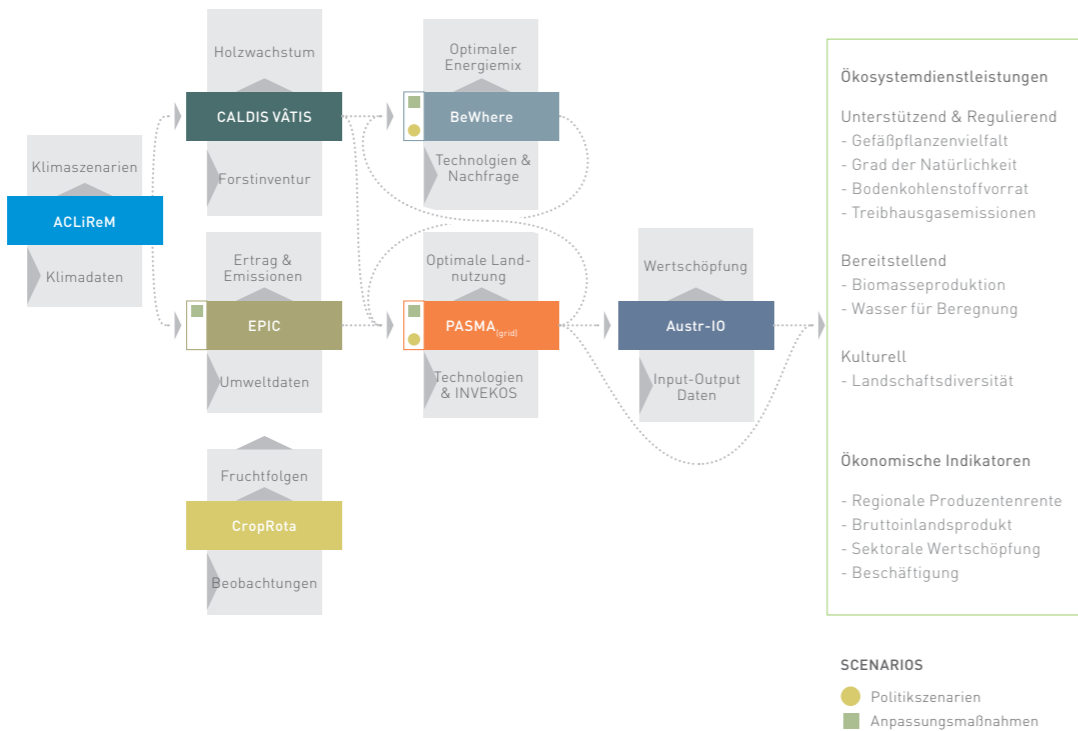 Klimaszenarien
ACLiReM
Klimadaten
Holzwachstum
CALDIS VÂTIS
Forstinventur
Ertrag &
Emissionen
EPIC
Umweltdaten
Fruchtfolgen
CropRota
Beobachtungen
Optimaler
Energiemix
BeWhere
Technolgien &
Nachfrage
Optimale Land-
nutzung
PASMA(grid)
Technologien
& INVEKOS
Wertschöpfung
Austr-IO
Input-Output
Daten
Ökosystemdienstleistungen
Unterstützend & Regulierend
- Gefäßpflanzenvielfalt
- Grad der Natürlichkeit
- Bodenkohlenstoffvorrat
- Treibhausgasemissionen
Bereitstellend
- Biomasseproduktion
- Wasser für Beregnung
Kulturell
- Landschaftsdiversität
Ökonomische Indikatoren
- Regionale Produzentenrente
- Bruttoinlandsprodukt
- Sektorale Wertschöpfung
- Beschäftigung
SCENARIOS
Politikszenarien
Anpassungsmaßnahmen